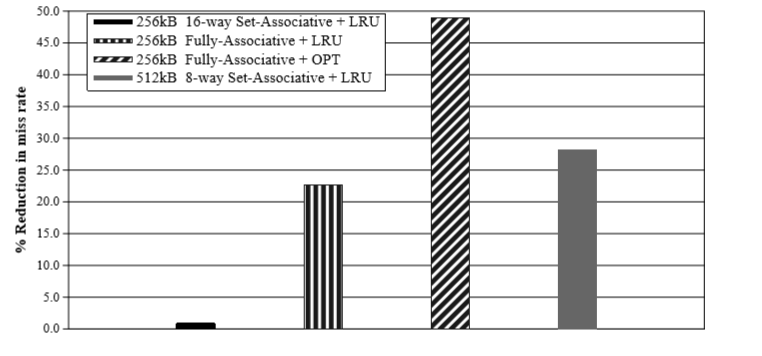 % Reduction in miss rate
50.0
45.0
40.0
35.0
30.0
25.0
20.0
15.0
10.0
5.0
0.0
256kB 16-way Set-Associative + LRU
256kB Fully-Associative + LRU
256kB Fully-Associative + OPT
512kB 8-way Set-Associative + LRU